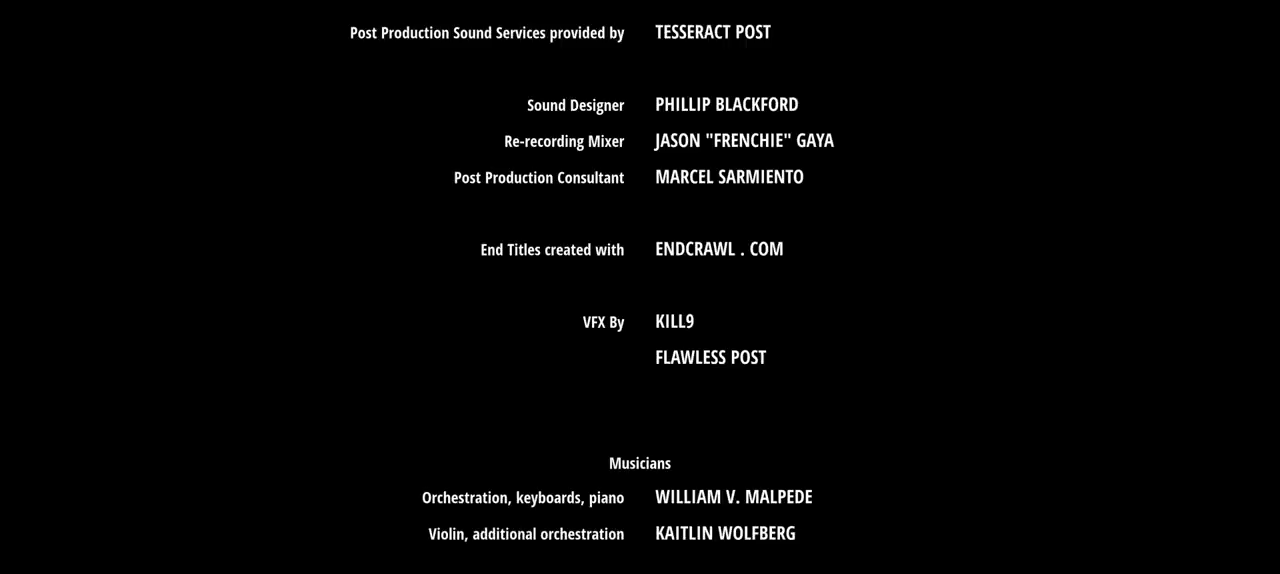 Post Production Sound Services provided by TESSERACT POST
Sound Designer PHILLIP BLACKFORD
Re-recording Mixer JASON "FRENCHIE" GAYA
Post Production Consultant MARCEL SARMIENTO
End Titles created with ENDCRAWL . COM
VFX By KILL9
FLAWLESS POST
Musicians
Orchestration, keyboards, piano WILLIAM V. MALPEDE
Violin, additional orchestration KAITLIN WOLFBERG